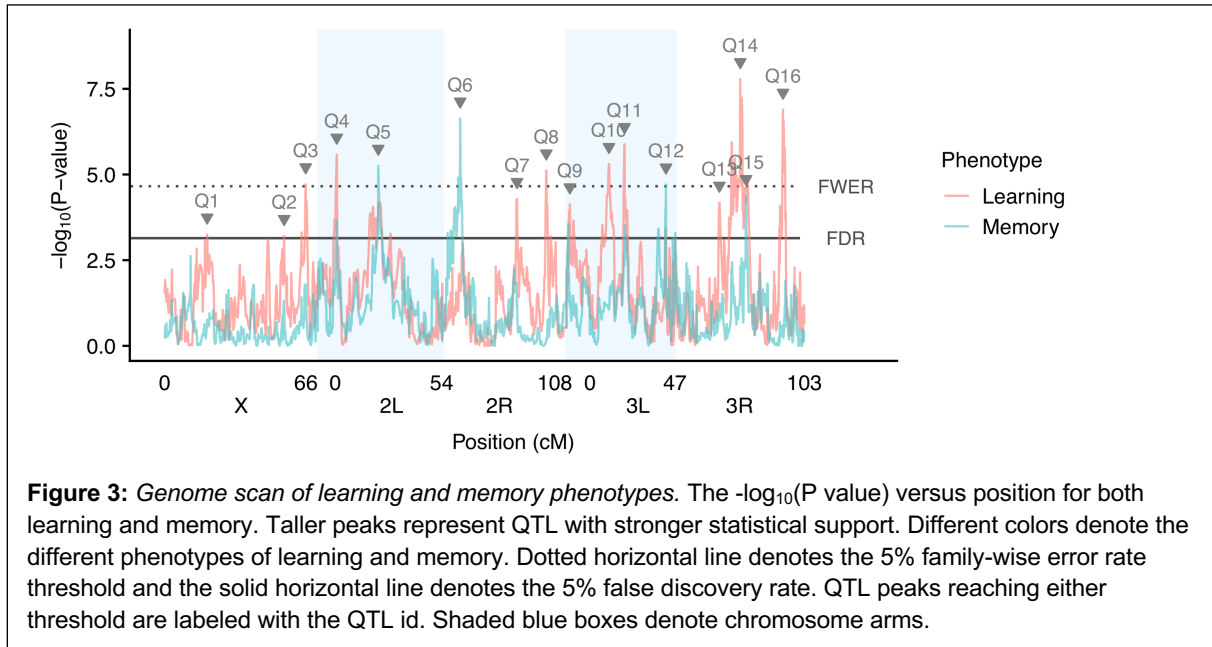 Q14
Q6
Q16
7.5
Q11
Q4
Q5
Q10
Q3
Q8
Q12
Q7
Q9
Q13
Q15
Phenotype
5.0
FWER
Learning
Q1
Q2
Memory
FDR
2.5
0.0
-log10(P−value)
0
66
0
54
108
0
47
103
X
2L
2R
3L
3R
Position (cM)
Figure 3: Genome scan of learning and memory phenotypes. The -log10(P value) versus position for both
learning and memory. Taller peaks represent QTL with stronger statistical support. Different colors denote the
different phenotypes of learning and memory. Dotted horizontal line denotes the 5% family-wise error rate
threshold and the solid horizontal line denotes the 5% false discovery rate. QTL peaks reaching either
threshold are labeled with the QTL id. Shaded blue boxes denote chromosome arms.